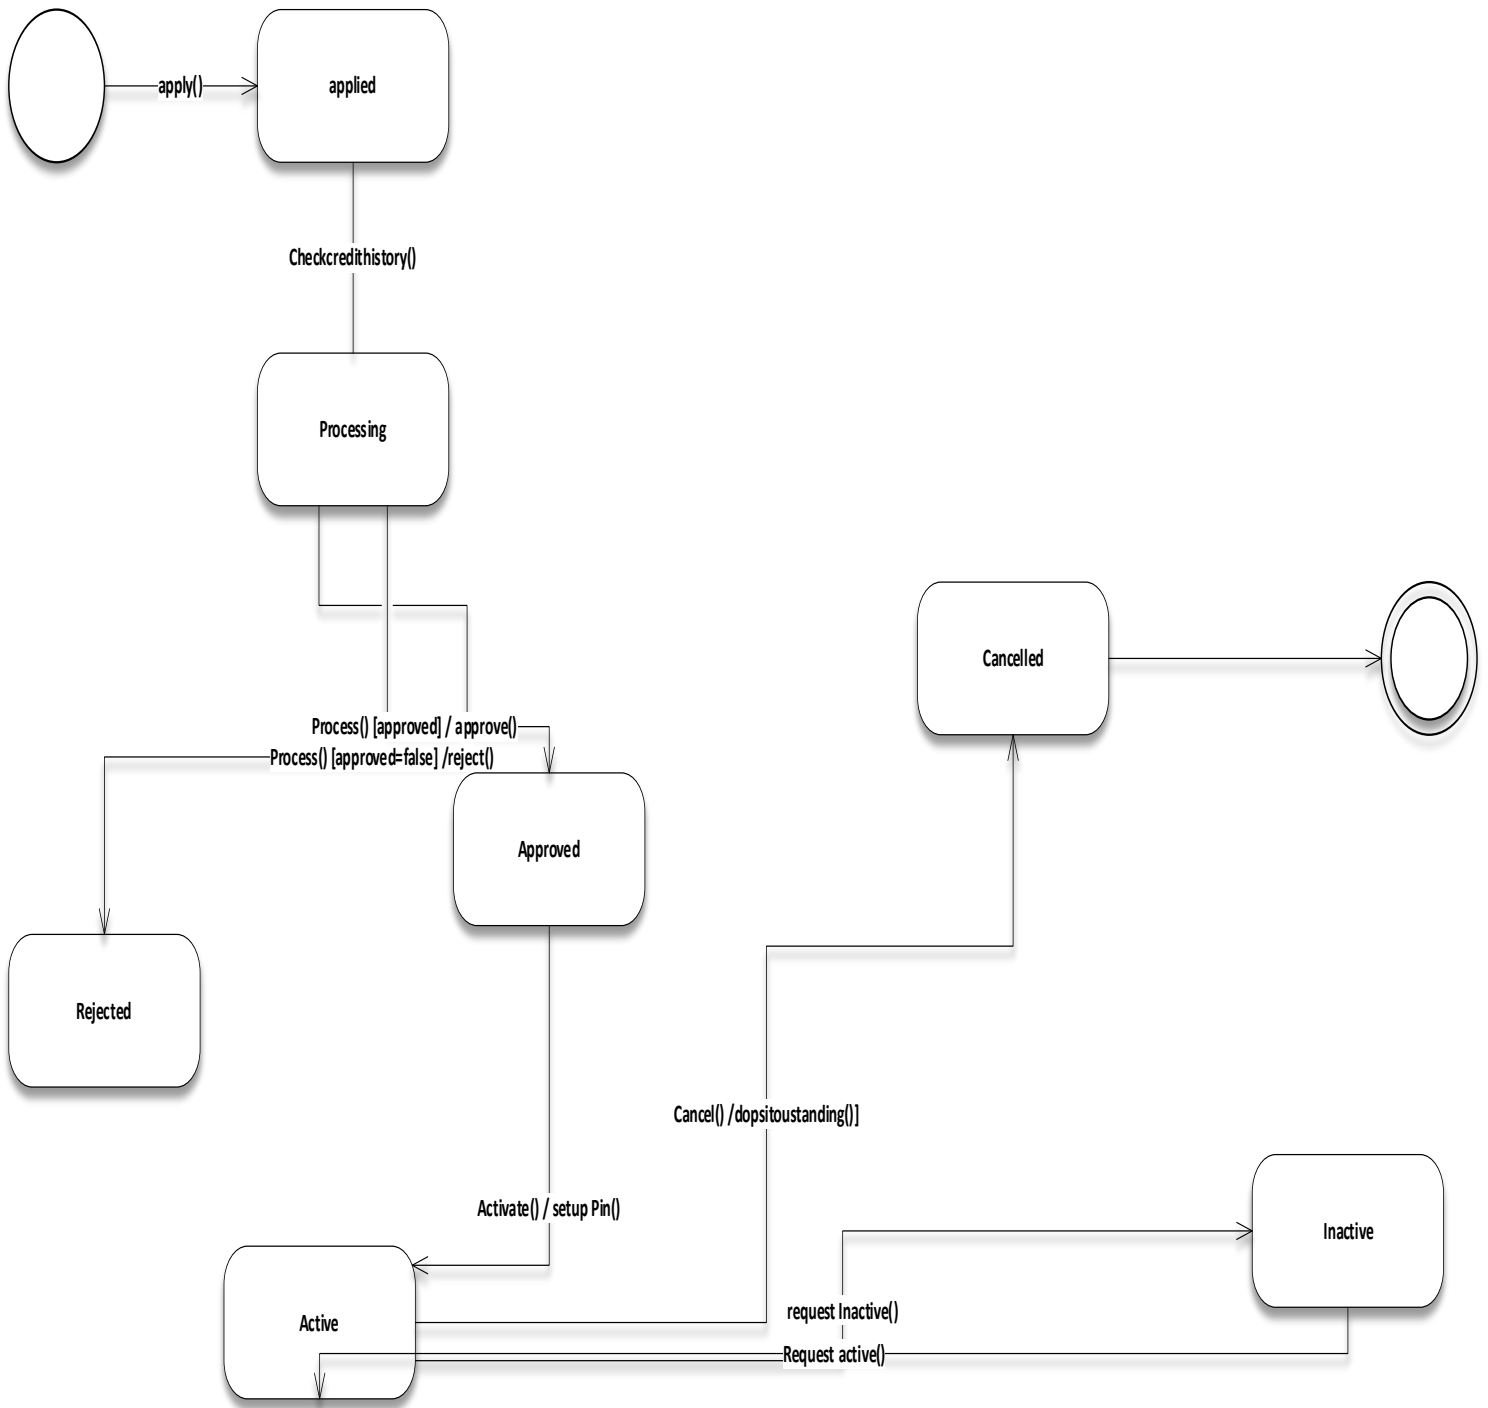 apply()
applied
Checkcredithistory()
Processing
Cancelled
Process() [approved] / approve()
Process() [approved=false] /reject()
Approved
Rejected
Cancel() /dopsitoustanding()]
Activate() / setup Pin()
Inactive
request Inactive()
Active
Request active()